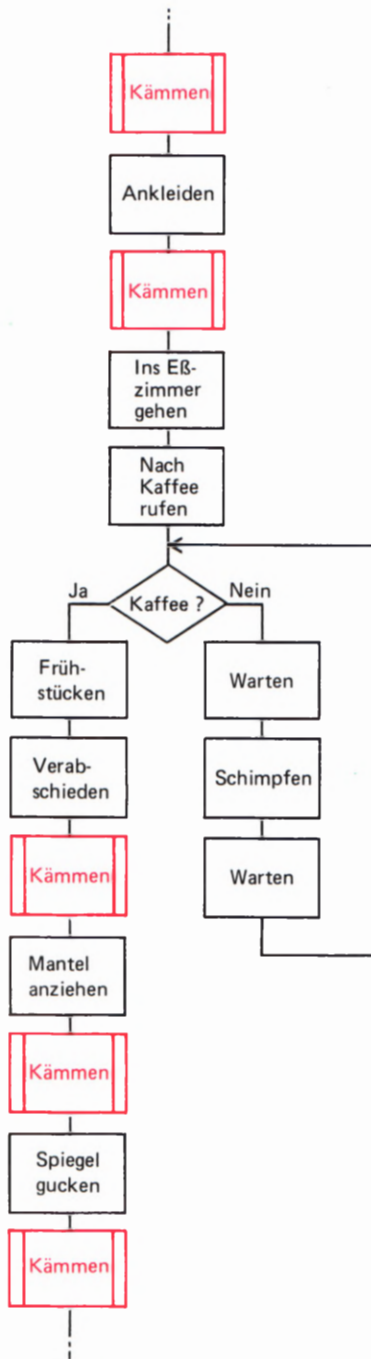 Kämmen
Ankleiden
Kämmen
Ins Eß-
zimmer
gehen
Nach
Kaffee
rufen
Kaffee ?
Ja
Nein
Früh-
stücken
Verab-
schieden
Kämmen
Mantel
anziehen
Kämmen
Spiegel
gucken
Kämmen
Warten
Schimpfen
Warten